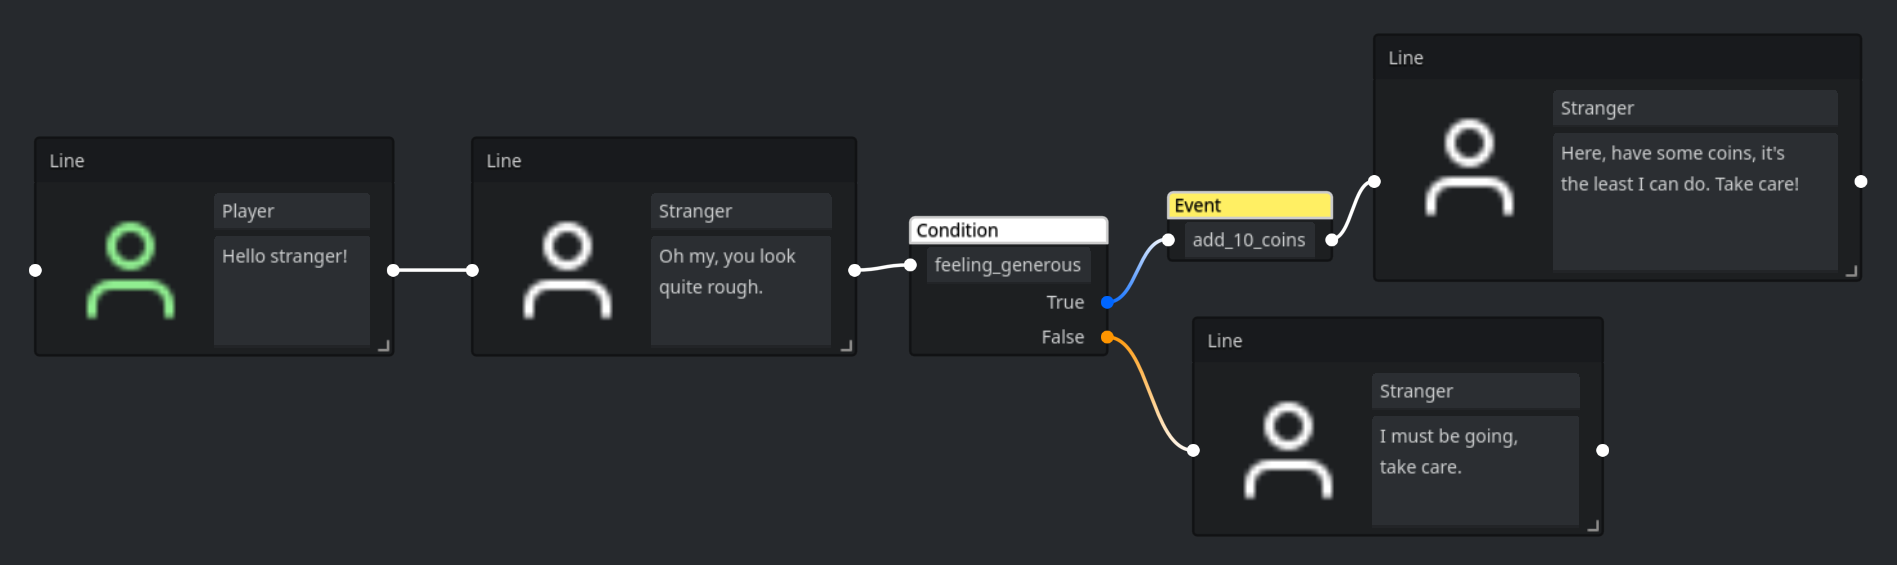 Line
Player
Hello stranger!
Line
Stranger
Oh my, you look
quite rough.
Condition
feeling_generous
True
False
Event
add_10_coins
Line
Stranger
Here, have some coins, it's
the least I can do. Take care!
Line
Stranger
I must be going,
take care.